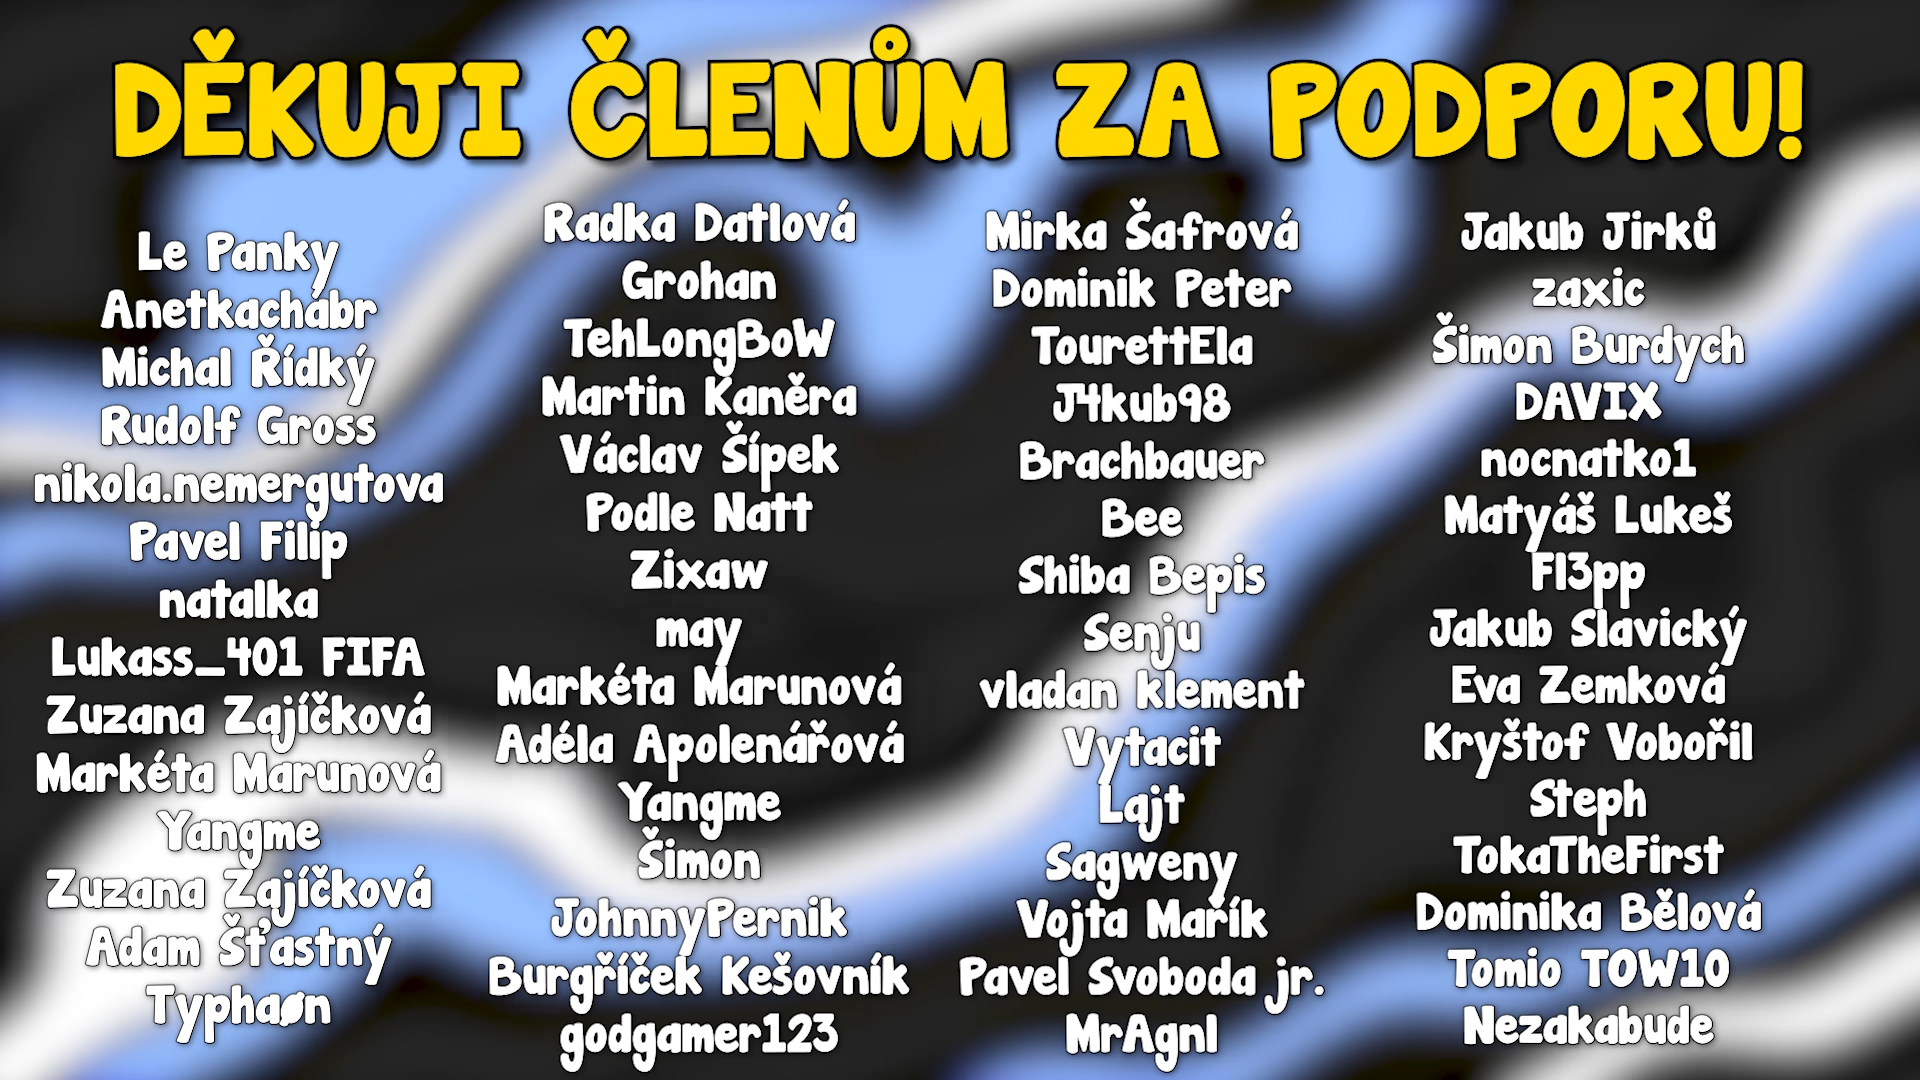 DĚKUJI ČLENŮM ZA PODPORU!
Le Panky
Anetkachábr
Michal Řídký
Rudolf Gross
nikola.nemergutova
Pavel Filip
natalka
Lukass_401 FIFA
Zuzana Zajíčková
Markéta Marunová
Yangme
Zuzana Zajíčková
Adam Šťastný
Typhaøn
Radka Datlová
Grohan
TehLongBoW
Martin Kaněra
Václav Šípek
Podle Natt
Zixaw
may
Markéta Marunová
Adéla Apolenářová
Yangme
Šimon
JohnnyPernik
Burgříček Kešovník
godgamer123
Mirka Šafrová
Dominik Peter
TourettEla
J4kub98
Brachbauer
Bee
Shiba Bepis
Senju
vladan klement
Vytacit
Lajt
Sagweny
Vojta Mařík
Pavel Svoboda jr.
MrAgnI
Jakub Jirků
zaxic
Šimon Burdych
DAVIX
nocnatko1
Matyáš Lukeš
Fl3pp
Jakub Slavický
Eva Zemková
Kryštof Vobořil
Steph
TokaTheFirst
Dominika Bělová
Tomio TOW10
Nezakabude